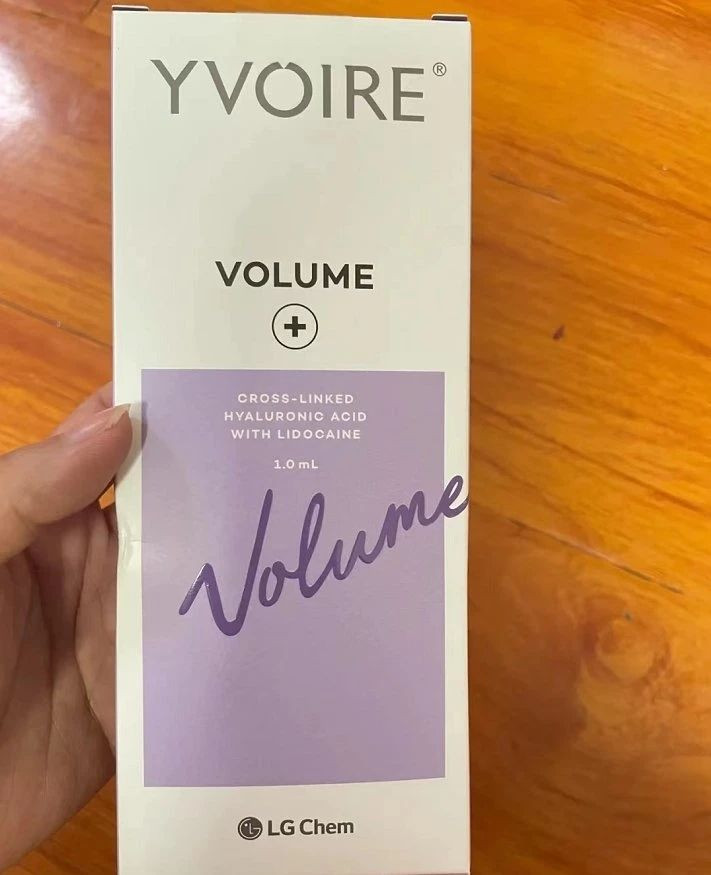 YVOIRE®
VOLUME
+
CROSS-LINKED
HYALURONIC ACID
WITH LIDOCAINE
1.0 mL
Volume
LG Chem